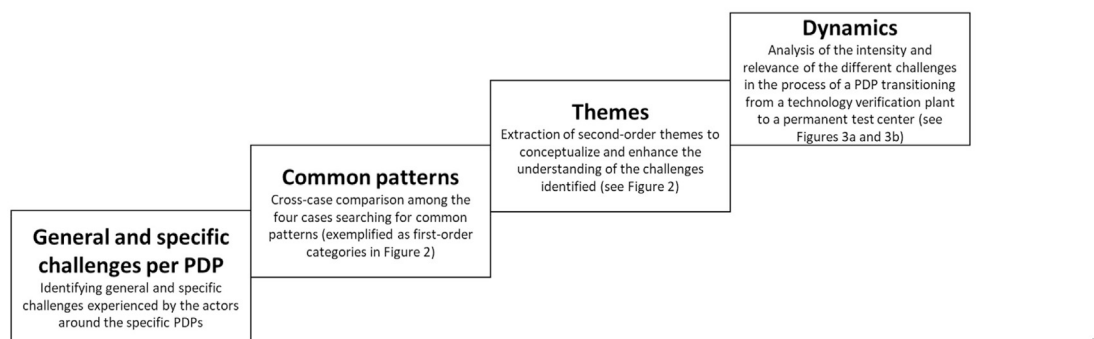 General and specific
challenges per PDP
Identifying general and specific
challenges experienced by the actors
around the specific PDPs
Common patterns
Cross-case comparison among the
four cases searching for common
patterns (exemplified as first-order
categories in Figure 2)
Themes
Extraction of second-order themes to
conceptualize and enhance the
understanding of the challenges
identified (see Figure 2)
Dynamics
Analysis of the intensity and
relevance of the different challenges
in the process of a PDP transitioning
from a technology verification plant
to a permanent test center (see
Figures 3a and 3b)